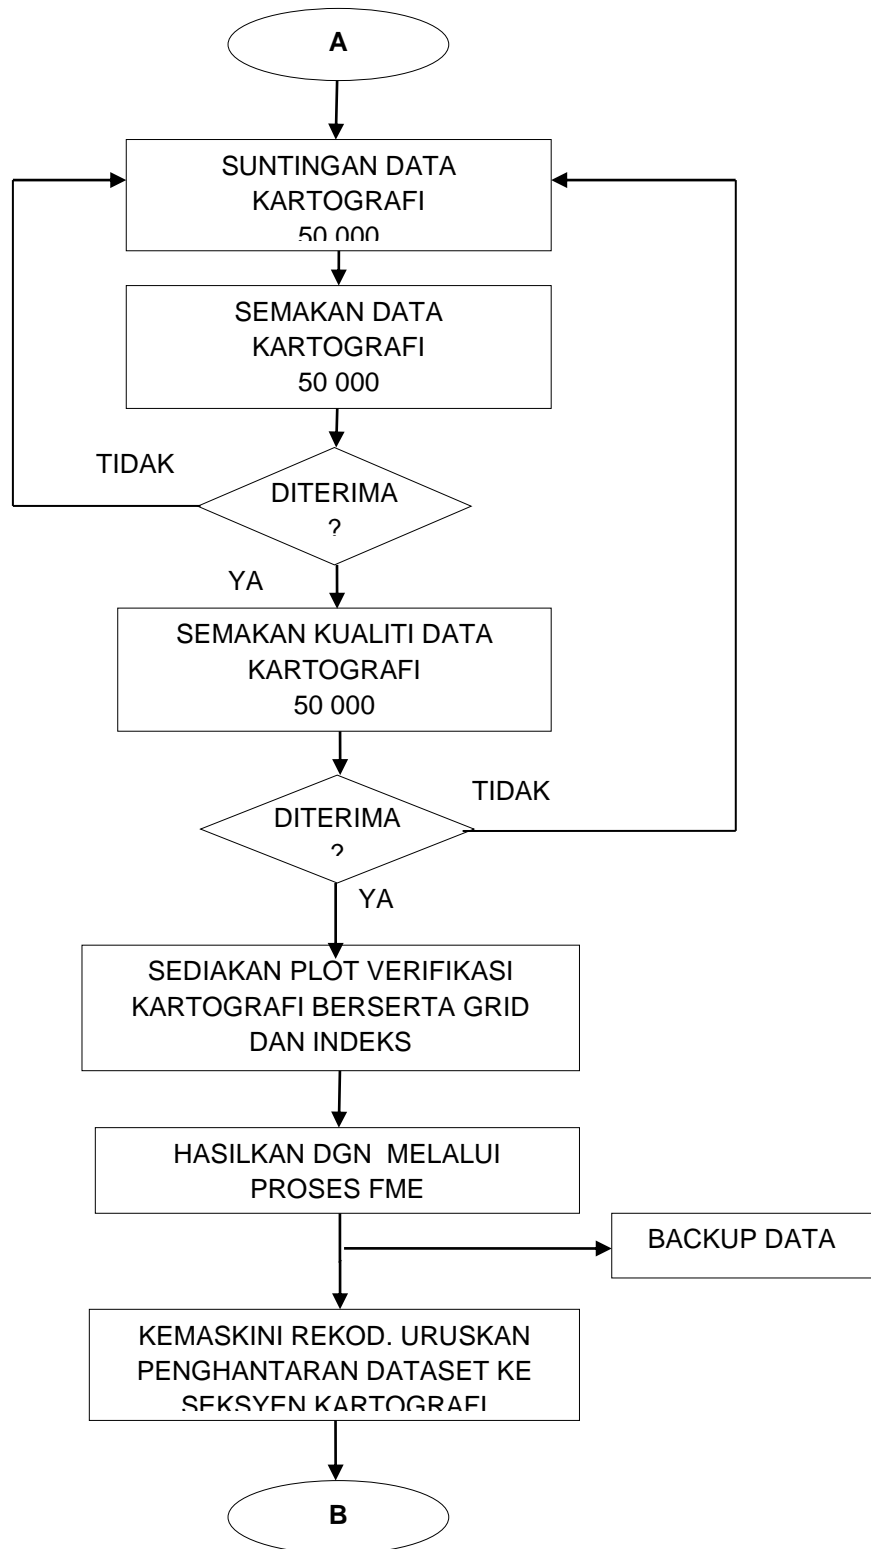 A
SUNTINGAN DATA
KARTOGRAFI
50 000
SEMAKAN DATA
KARTOGRAFI
50 000
TIDAK
DITERIMA
?
YA
SEMAKAN KUALITI DATA
KARTOGRAFI
50 000
TIDAK
DITERIMA
?
YA
SEDIAKAN PLOT VERIFIKASI
KARTOGRAFI BERSERTA GRID
DAN INDEKS
HASILKAN DGN MELALUI
PROSES FME
BACKUP DATA
KEMASKINI REKOD. URUSKAN
PENGHANTARAN DATASET KE
SEKSYEN KARTOGRAFI
B